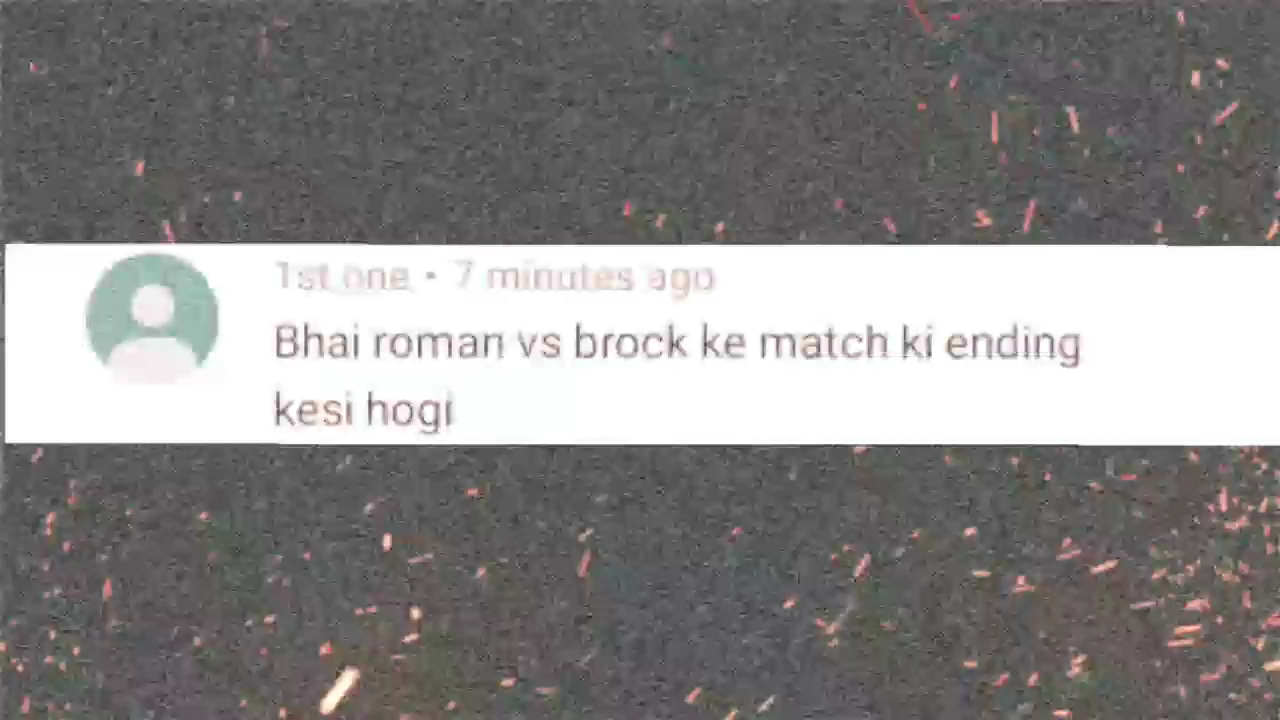 1st one • 7 minutes ago
Bhai roman vs brock ke match ki ending
kesi hogi